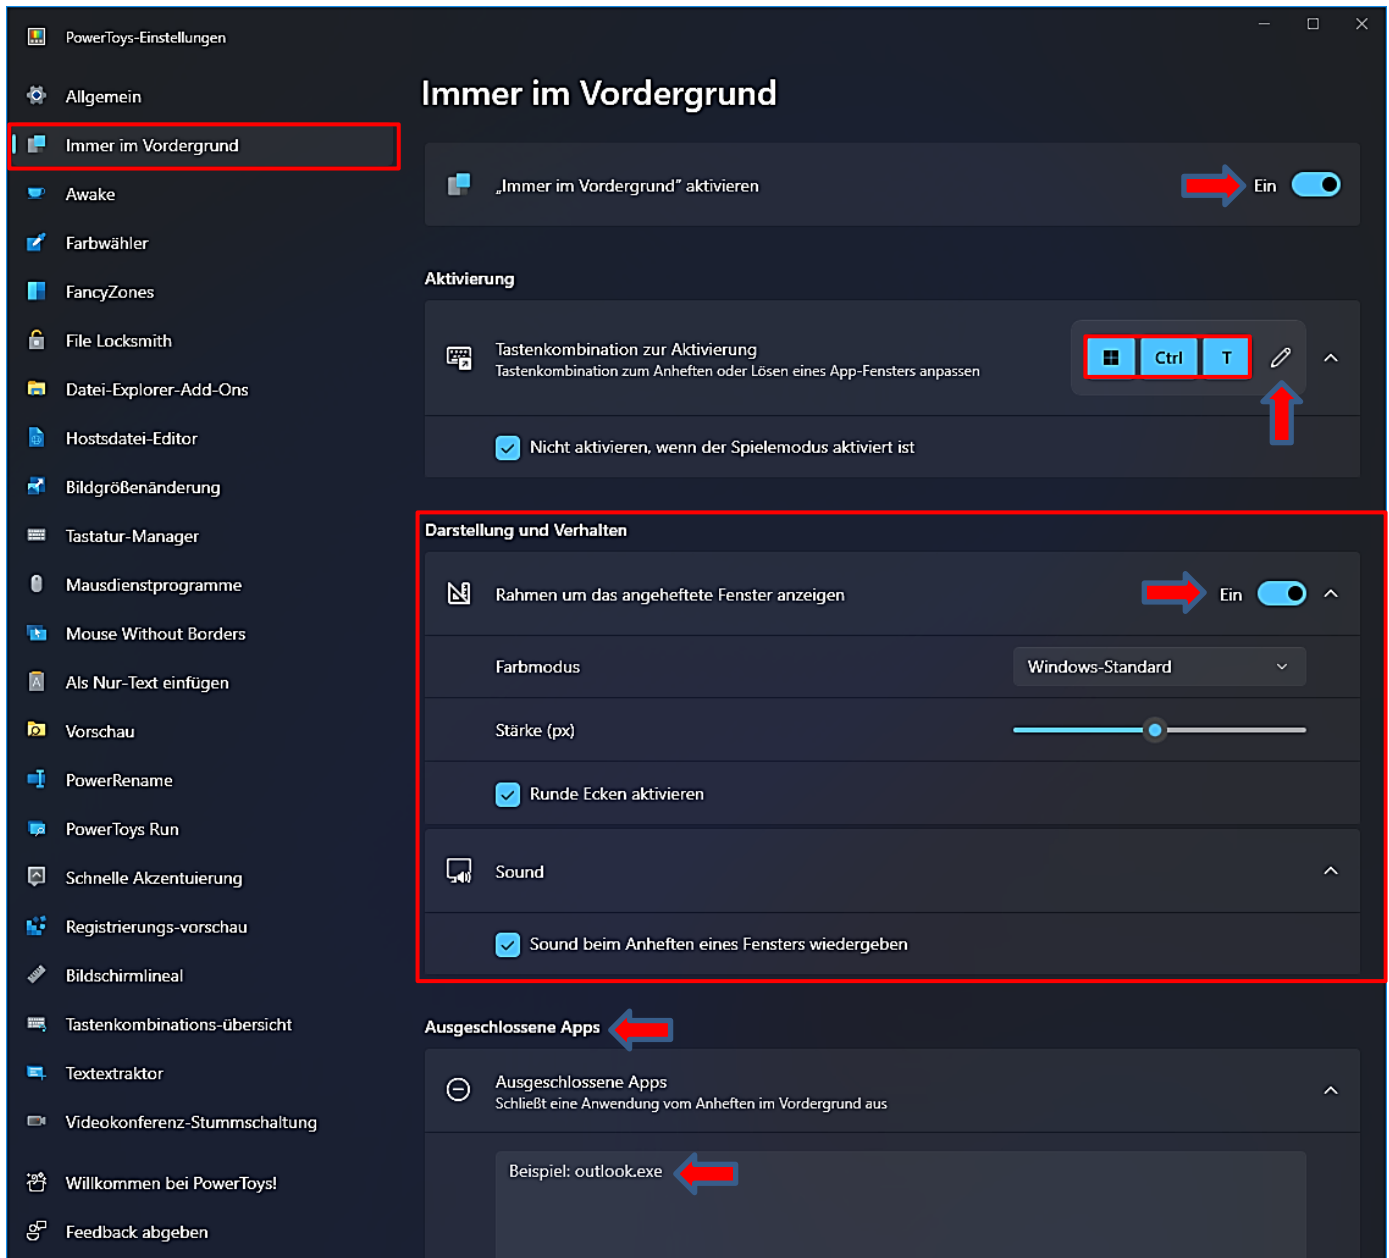 PowerToys-Einstellungen
Allgemein
Immer im Vordergrund
Awake
Farbwähler
FancyZones
File Locksmith
Datei-Explorer-Add-Ons
Hostsdatei-Editor
Bildgrößenänderung
Tastatur-Manager
Mausdienstprogramme
Mouse Without Borders
Als Nur-Text einfügen
Vorschau
PowerRename
PowerToys Run
Schnelle Akzentuierung
Registrierungs-vorschau
Bildschirmlineal
Tastenkombinations-übersicht
Textextraktor
Videokonferenz-Stummschaltung
Willkommen bei PowerToys!
Feedback abgeben
Immer im Vordergrund
„Immer im Vordergrund" aktivieren
Ein
Aktivierung
Tastenkombination zur Aktivierung
Tastenkombination zum Anheften oder Lösen eines App-Fensters anpassen
Ctrl T
Nicht aktivieren, wenn der Spielemodus aktiviert ist
Darstellung und Verhalten
Rahmen um das angeheftete Fenster anzeigen
Ein
Farbmodus
Windows-Standard
Stärke (px)
Runde Ecken aktivieren
Sound
Sound beim Anheften eines Fensters wiedergeben
Ausgeschlossene Apps
Ausgeschlossene Apps
Schließt eine Anwendung vom Anheften im Vordergrund aus
Beispiel: outlook.exe